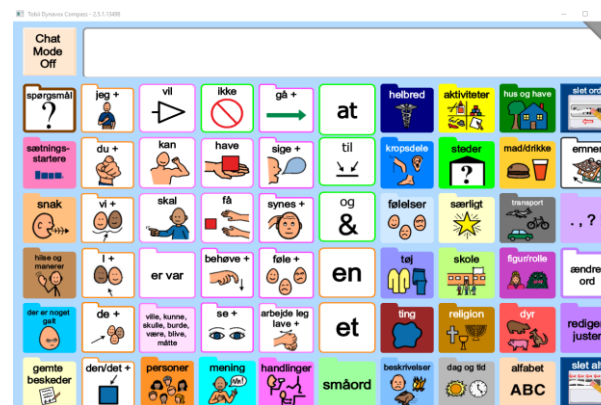 Tobii Dynavox Compass - 2.5.1.13498
Chat
Mode
Off
spørgsmål
?
jeg +
vil
ikke
gå +
at
helbred
aktiviteter
hus og have
slet ord
sætnings-
startere
du +
kan
have
sige +
til
kropsdele
steder
?
mad/drikke
emner
snak
vi +
skal
få
synes +
og
&
følelser
særligt
transport
. , ?
hilse og
manerer
I +
er var
behøve +
føle +
en
tøj
skole
figur/rolle
ændre
ord
der er noget
galt
de +
ville, kunne,
skulle, burde,
være, blive,
måtte
se +
arbejde leg
lave +
et
ting
religion
dyr
rediger
juster
gemte
beskeder
den/det +
personer
mening
handlinger
småord
beskrivelser
dag og tid
alfabet
ABC
slet alt